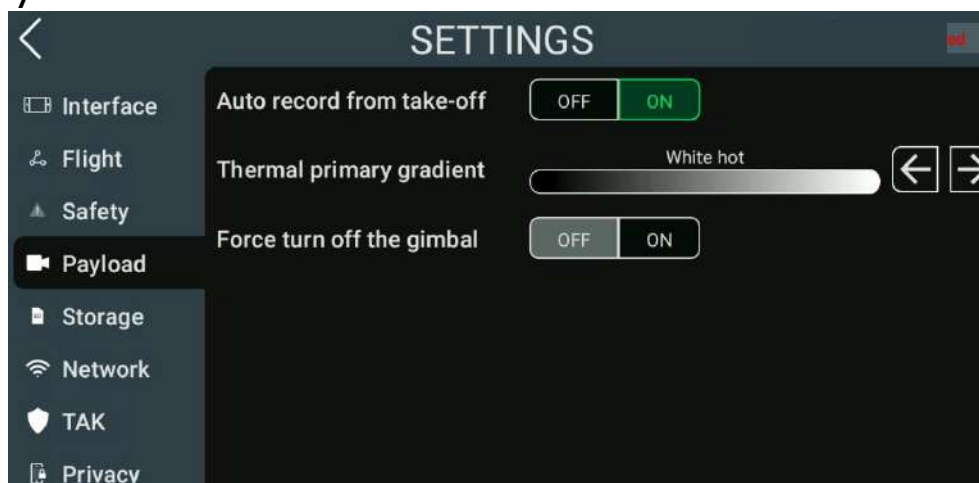 SETTINGS
ed
Interface
Flight
Safety
Payload
Storage
Network
TAK
Privacy
Auto record from take-off
OFF
ON
Thermal primary gradient
White hot
Force turn off the gimbal
OFF
ON